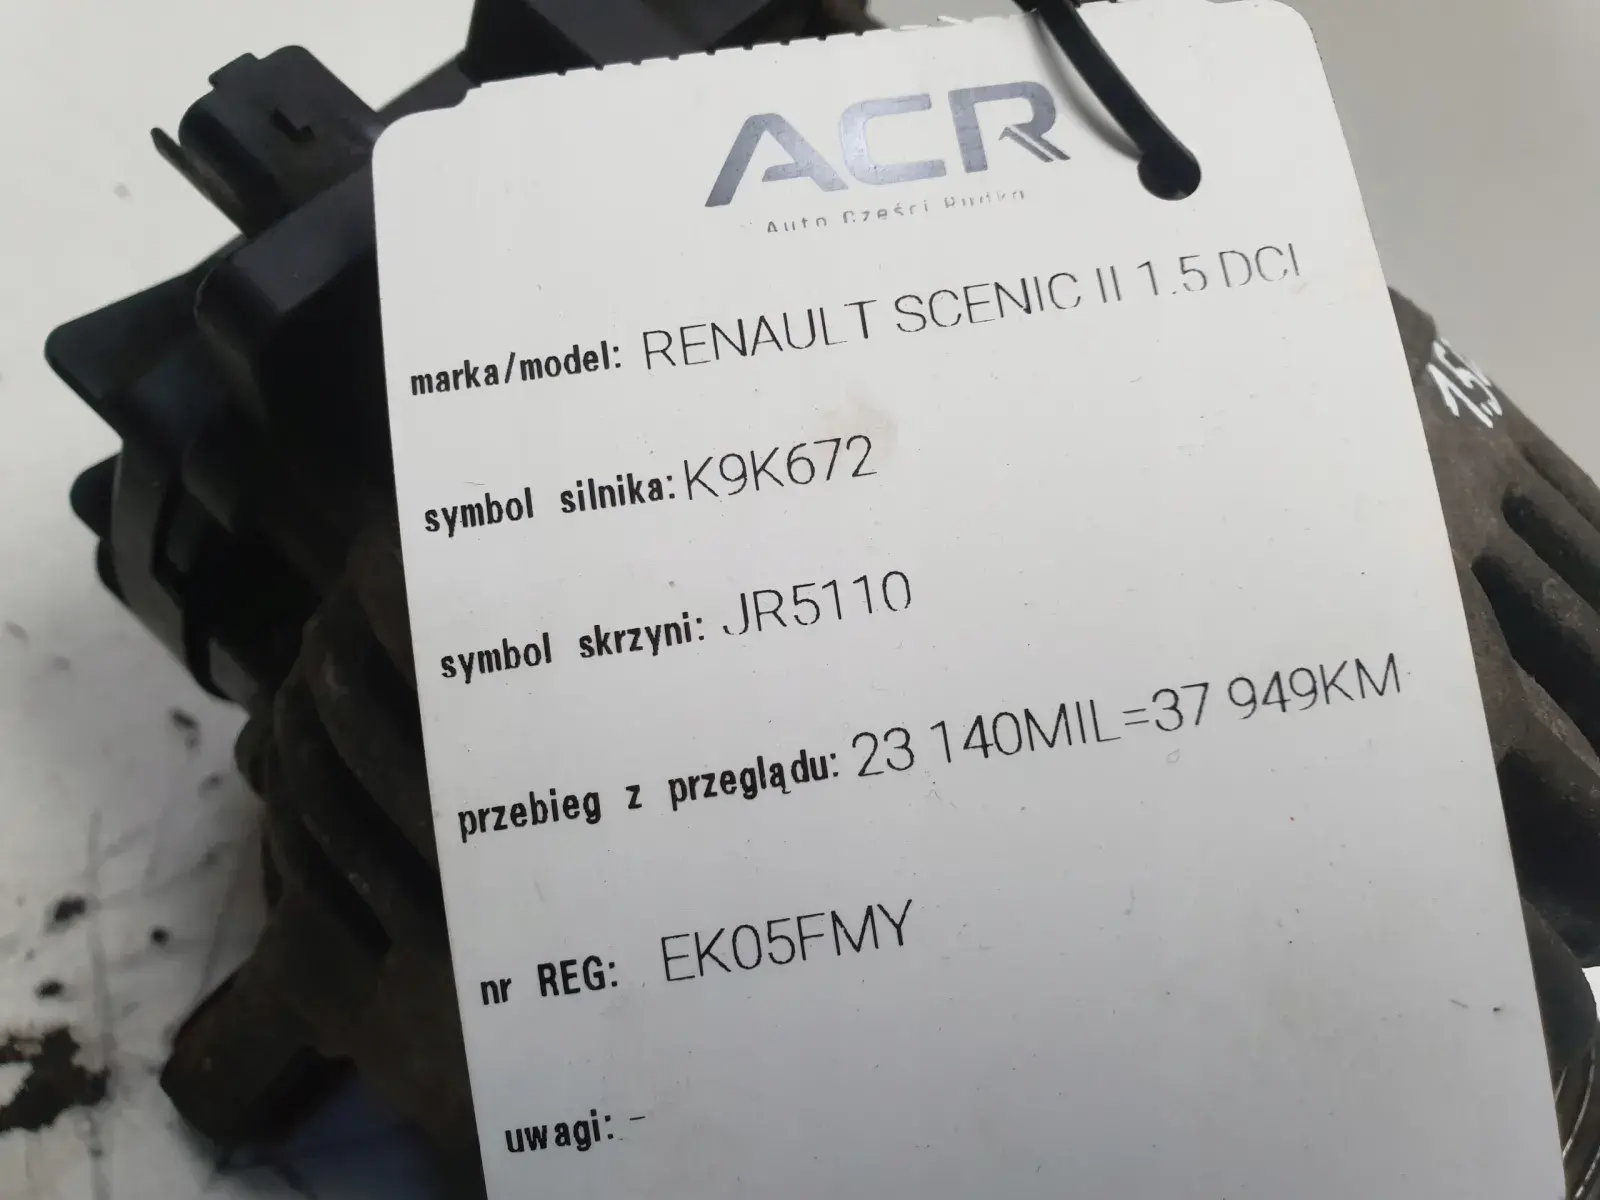 ACR
Auto Części Rudka
marka/model: RENAULT SCENIC II 1.5 DCI
symbol silnika: K9K672
symbol skrzyni: JR5110
przebieg z przeglądu: 23 140MIL=37 949KM
nr REG: EK05FMY
uwagi: -